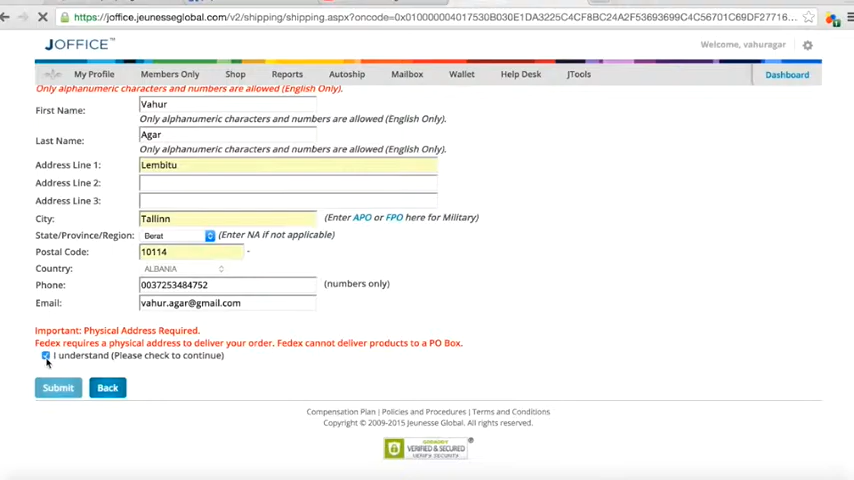 https://joffice.jeunesseglobal.com/v2/shipping/shipping.aspx?oncode=0x010000004017530B030E1DA3225C4CF8BC24A2F53693699C4C56701C69DF27716...
JOFFICE™
Welcome, vahuragar
My Profile Members Only Shop Reports Autoship Mailbox Wallet Help Desk JTools Dashboard
Only alphanumeric characters and numbers are allowed (English Only).
First Name: Vahur
Only alphanumeric characters and numbers are allowed (English Only).
Last Name: Agar
Only alphanumeric characters and numbers are allowed (English Only).
Address Line 1: Lembitu
Address Line 2:
Address Line 3:
City: Tallinn (Enter APO or FPO here for Military)
State/Province/Region: Berat (Enter NA if not applicable)
Postal Code: 10114 -
Country: ALBANIA
Phone: 0037253484752 (numbers only)
Email: vahur.agar@gmail.com
Important: Physical Address Required.
Fedex requires a physical address to deliver your order. Fedex cannot deliver products to a PO Box.
I understand (Please check to continue)
Submit Back
Compensation Plan | Policies and Procedures | Terms and Conditions
Copyright © 2009-2015 Jeunesse Global. All rights reserved.
GODADDY
VERIFIED & SECURED
VERIFY SECURITY